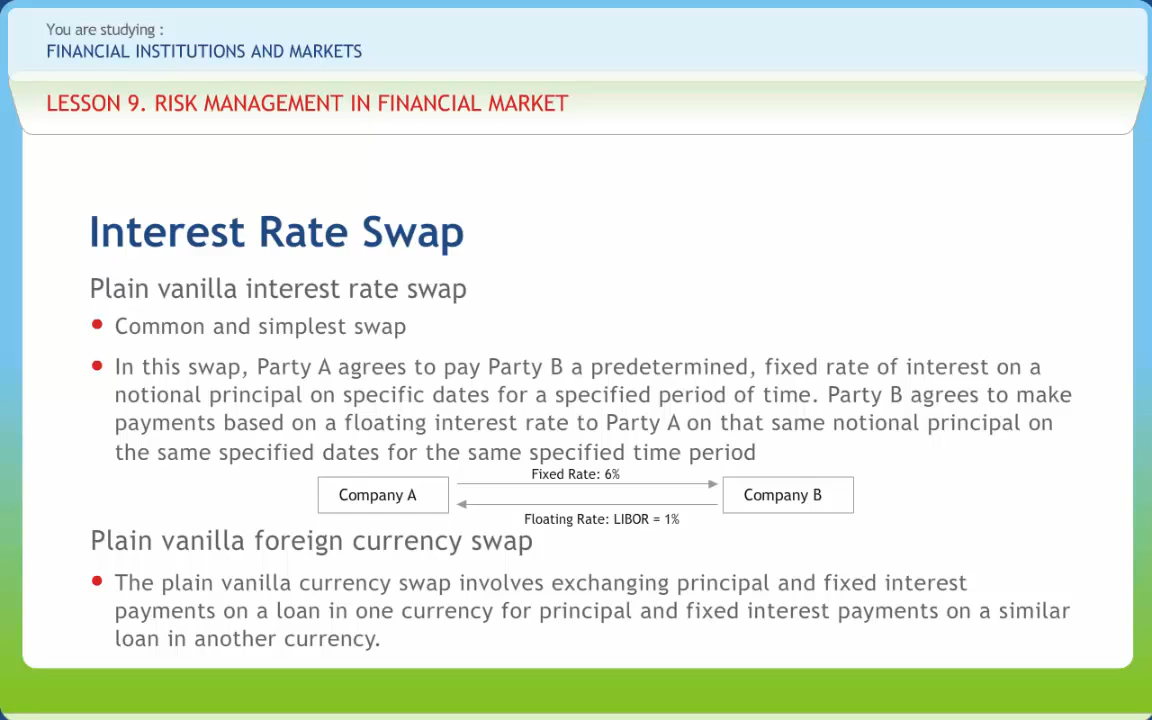 You are studying :
FINANCIAL INSTITUTIONS AND MARKETS
LESSON 9. RISK MANAGEMENT IN FINANCIAL MARKET
Interest Rate Swap
Plain vanilla interest rate swap
• Common and simplest swap
• In this swap, Party A agrees to pay Party B a predetermined, fixed rate of interest on a
notional principal on specific dates for a specified period of time. Party B agrees to make
payments based on a floating interest rate to Party A on that same notional principal on
the same specified dates for the same specified time period
Fixed Rate: 6%
Company A
Company B
Floating Rate: LIBOR = 1%
Plain vanilla foreign currency swap
• The plain vanilla currency swap involves exchanging principal and fixed interest
payments on a loan in one currency for principal and fixed interest payments on a similar
loan in another currency.